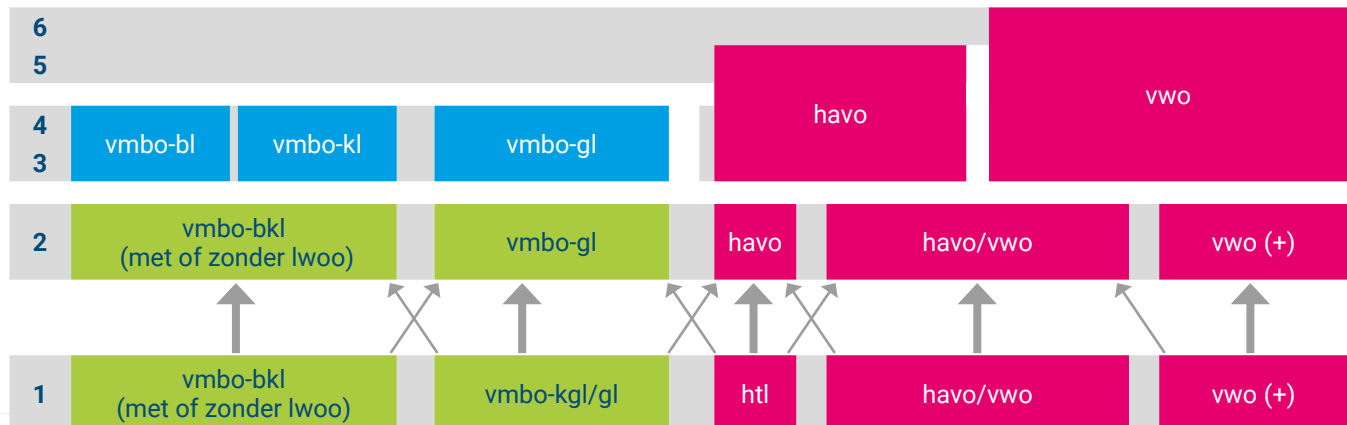 6
5
havo
vwo
4
3
vmbo-bl
vmbo-kl
vmbo-gl
2
vmbo-bkl
(met of zonder lwoo)
vmbo-gl
havo
havo/vwo
vwo (+)
1
vmbo-bkl
(met of zonder lwoo)
vmbo-kgl/gl
htl
havo/vwo
vwo (+)